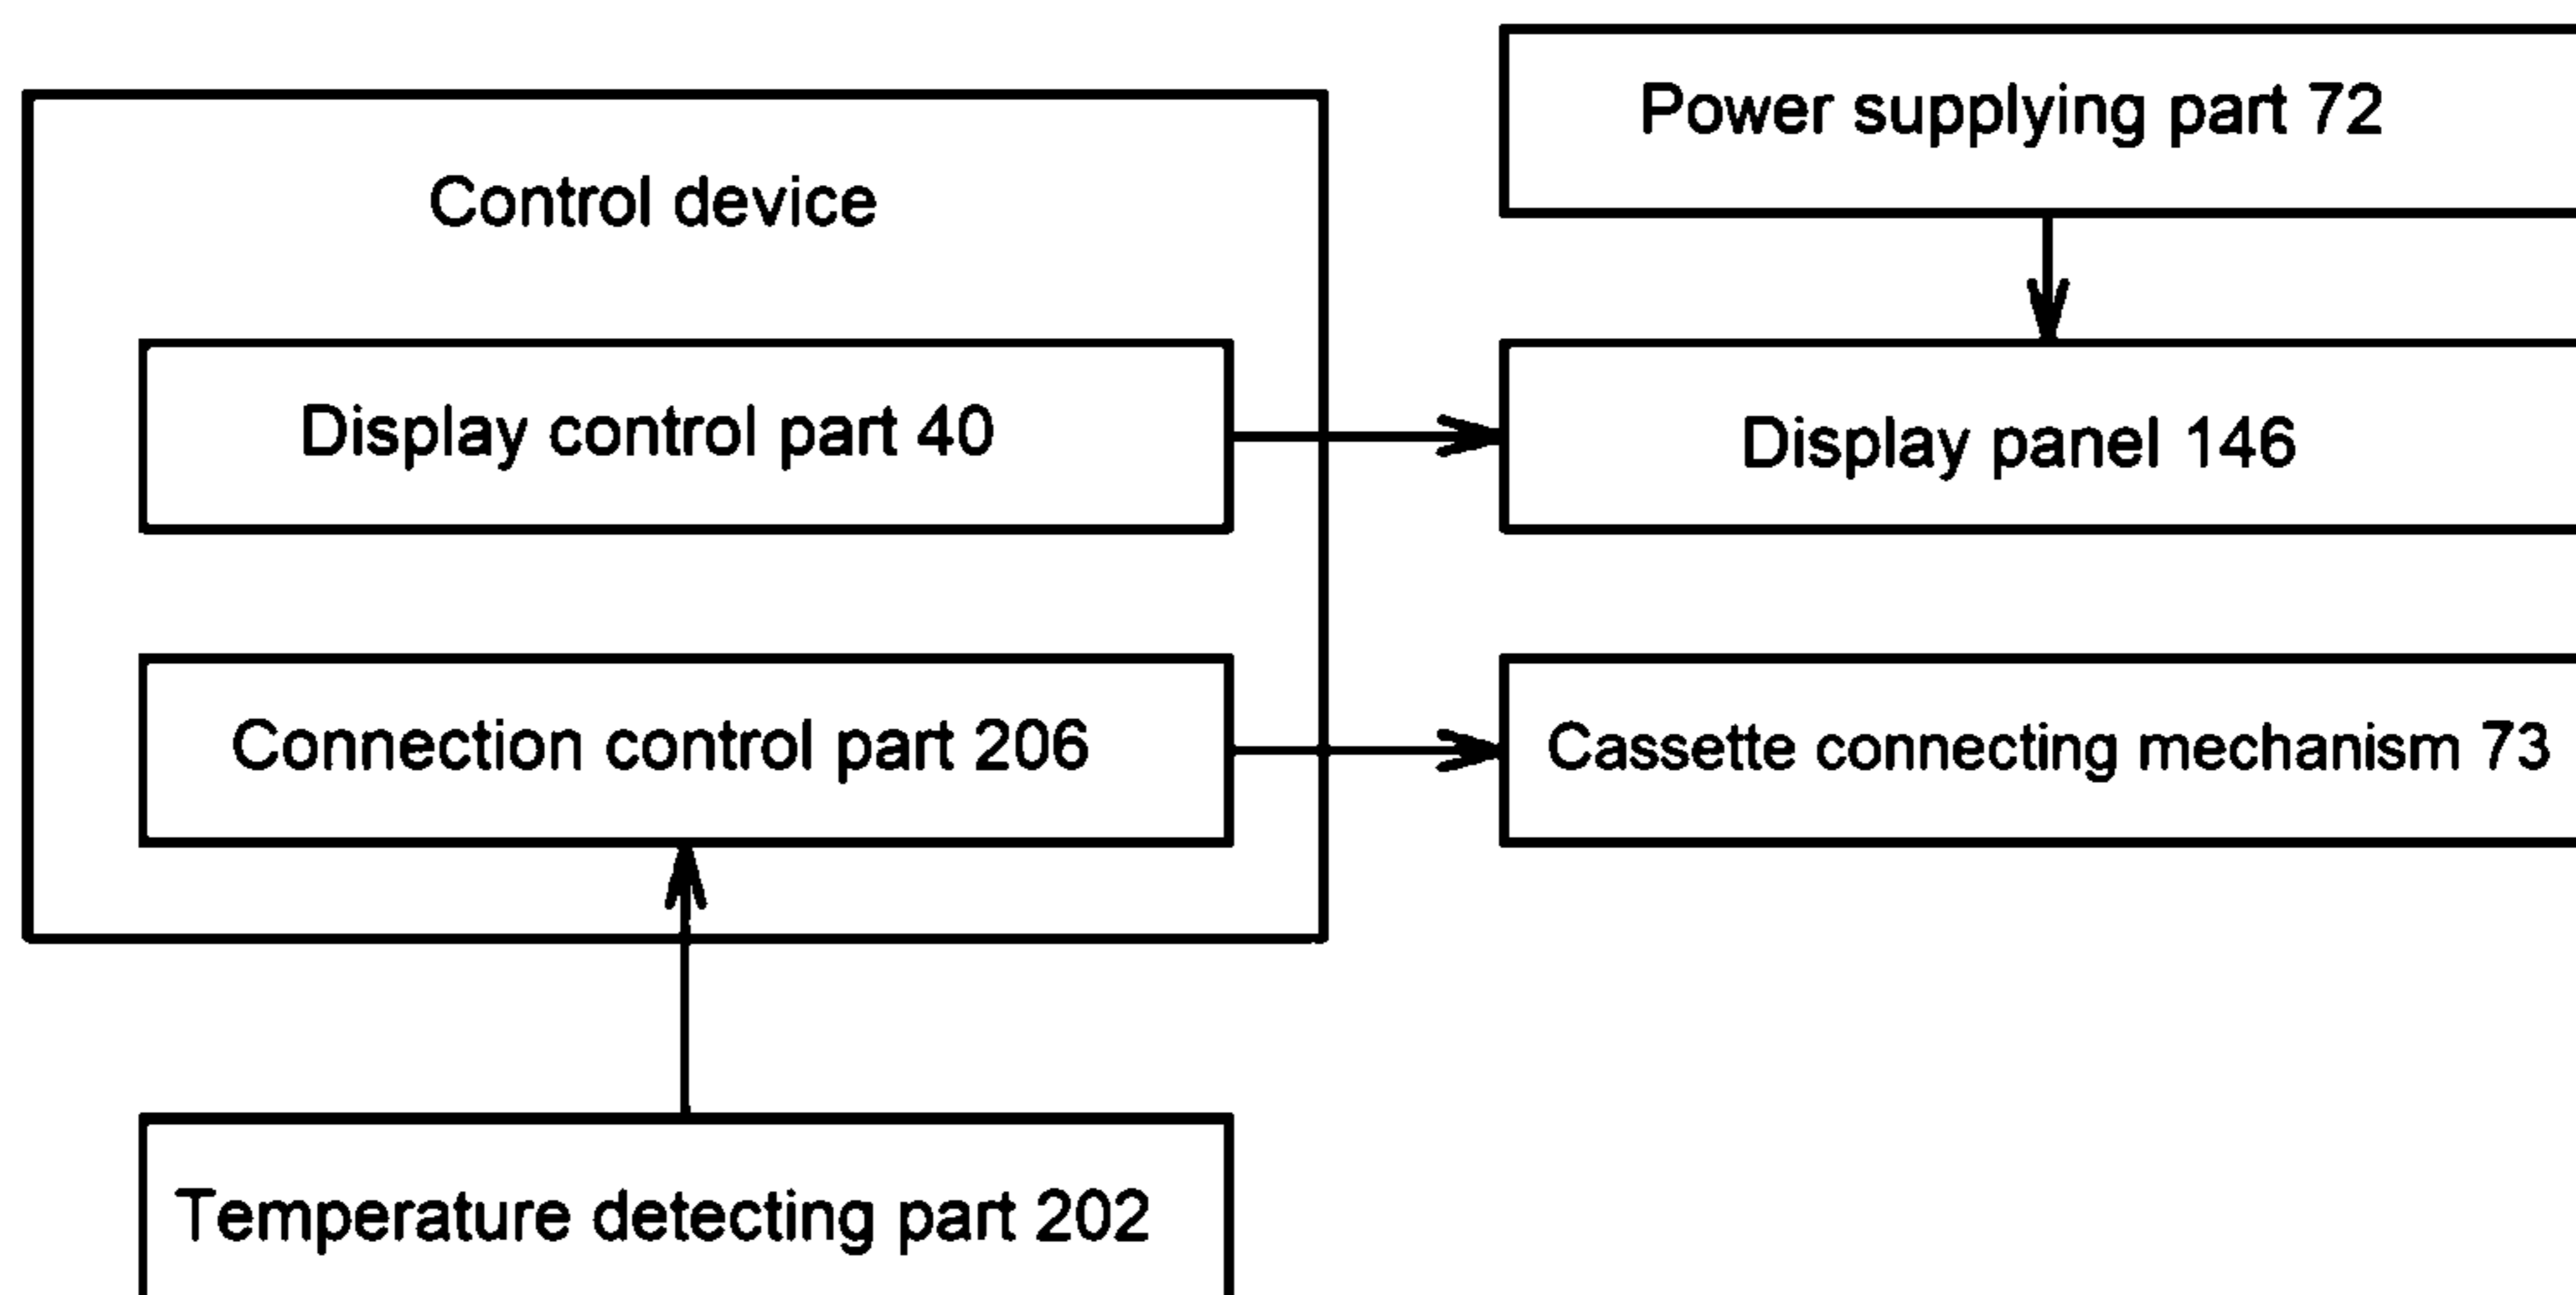 Power supplying part 72
Control device
Display control part 40
Display panel 146
Connection control part 206
Cassette connecting mechanism 73
Temperature detecting part 202